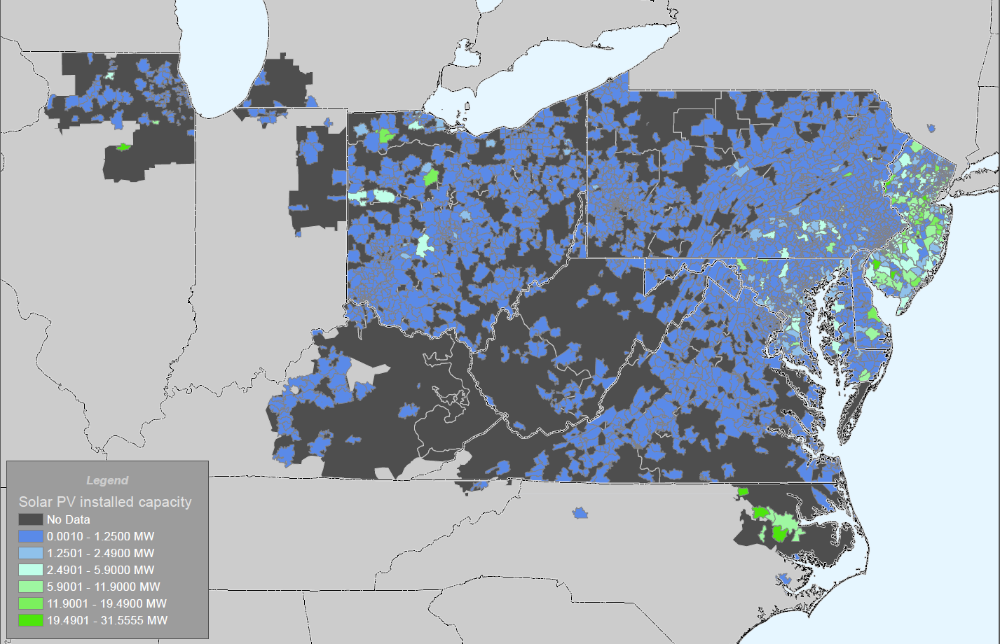 Legend
Solar PV installed capacity
No Data
0.0010 - 1.2500 MW
1.2501 - 2.4900 MW
2.4901 - 5.9000 MW
5.9001 - 11.9000 MW
11.9001 - 19.4900 MW
19.4901 - 31.5555 MW